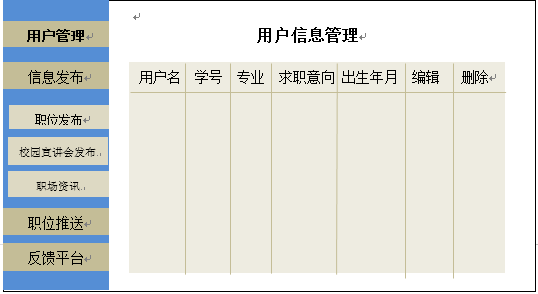 用户管理
信息发布
职位发布
校园宣讲会发布
职场资讯
职位推送
反馈平台
用户信息管理
用户名 学号 专业 求职意向 出生年月 编辑 删除